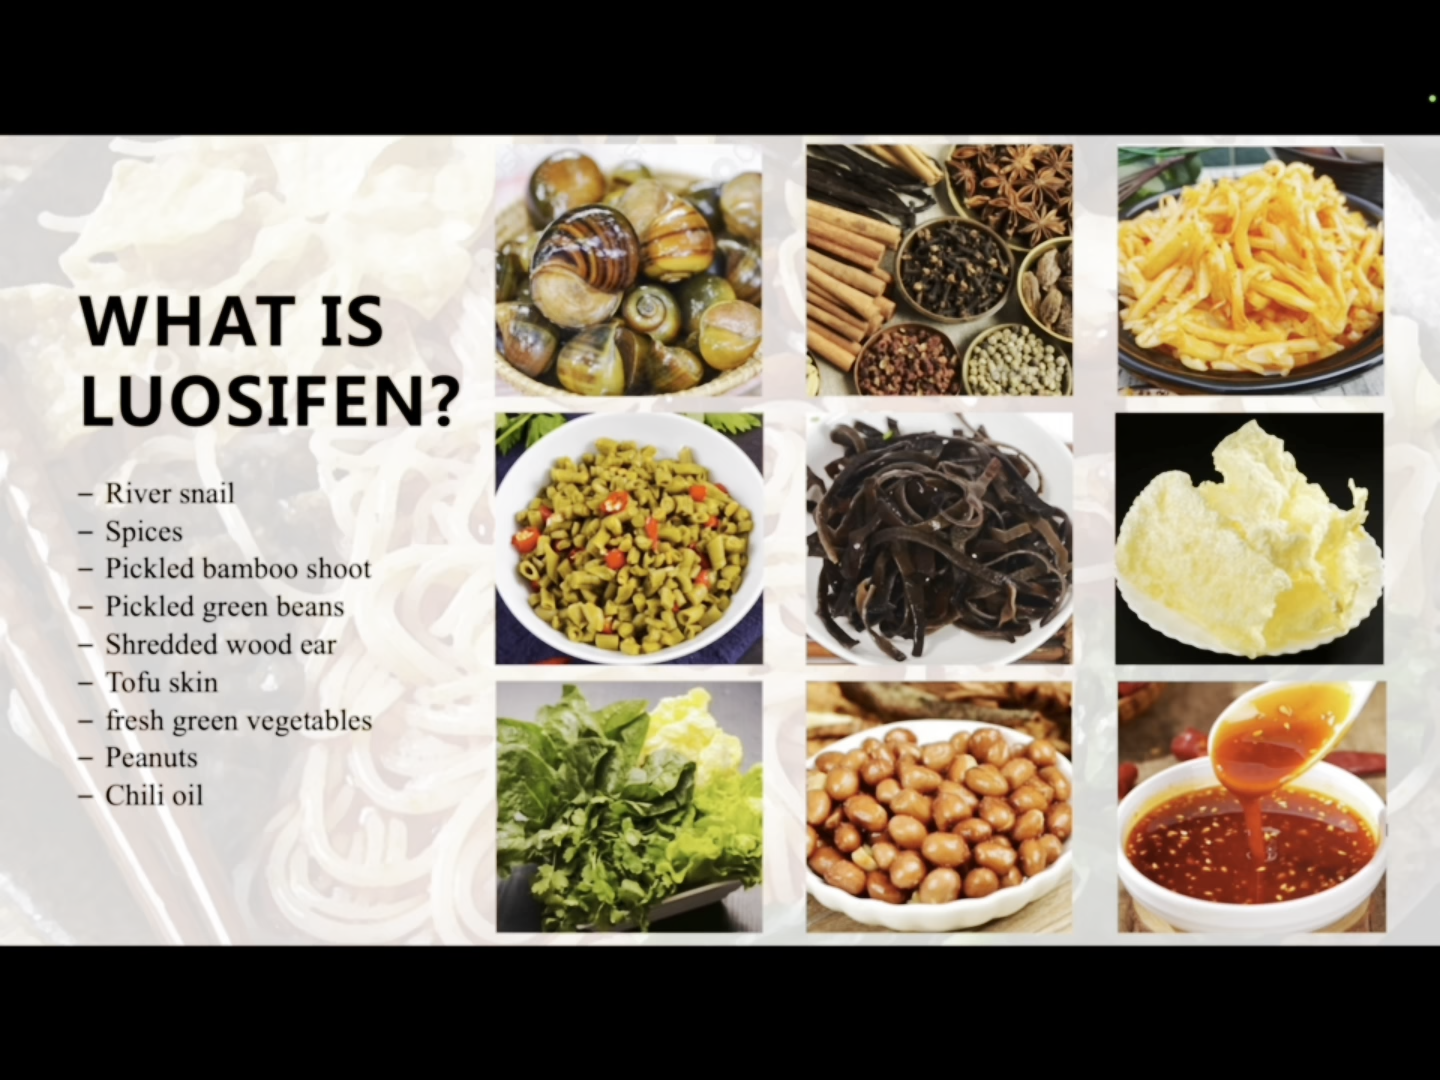 WHAT IS
LUOSIFEN?
– River snail
– Spices
– Pickled bamboo shoot
– Pickled green beans
– Shredded wood ear
– Tofu skin
– fresh green vegetables
– Peanuts
– Chili oil